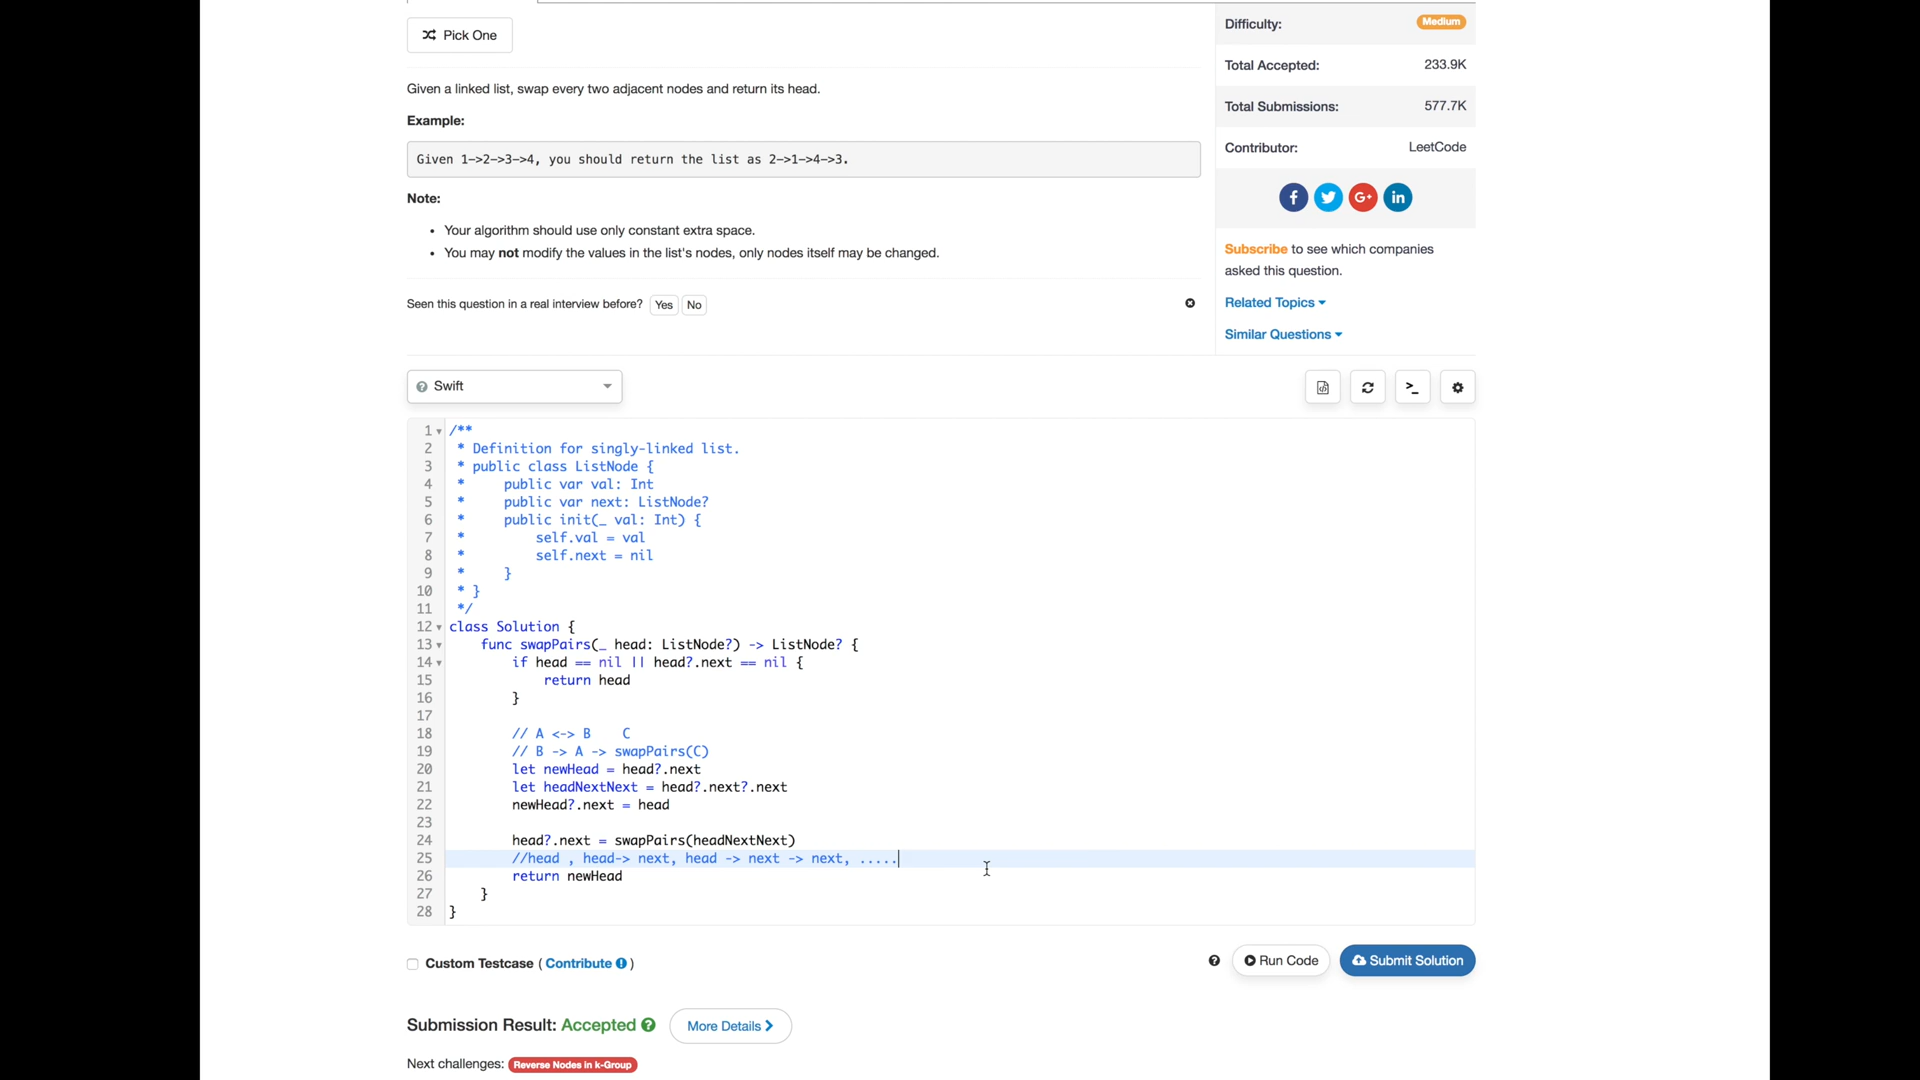 Pick One
Given a linked list, swap every two adjacent nodes and return its head.
Example:
Given 1->2->3->4, you should return the list as 2->1->4->3.
Note:
• Your algorithm should use only constant extra space.
• You may not modify the values in the list's nodes, only nodes itself may be changed.
Seen this question in a real interview before? Yes No
Difficulty: Medium
Total Accepted: 233.9K
Total Submissions: 577.7K
Contributor: LeetCode
f G+ in
Subscribe to see which companies
asked this question.
Related Topics
Similar Questions
Swift
>_
1 /**
2  * Definition for singly-linked list.
3  * public class ListNode {
4  *     public var val: Int
5  *     public var next: ListNode?
6  *     public init(_ val: Int) {
7  *         self.val = val
8  *         self.next = nil
9  *     }
10  * }
11  */
12 class Solution {
13     func swapPairs(_ head: ListNode?) -> ListNode? {
14         if head == nil || head?.next == nil {
15             return head
16         }
17
18         // A <-> B    C
19         // B -> A -> swapPairs(C)
20         let newHead = head?.next
21         let headNextNext = head?.next?.next
22         newHead?.next = head
23
24         head?.next = swapPairs(headNextNext)
25         //head , head-> next, head -> next -> next, .....
26         return newHead
27     }
28 }
Custom Testcase ( Contribute ! )
? Run Code Submit Solution
Submission Result: Accepted ? More Details
Next challenges: Reverse Nodes in k-Group